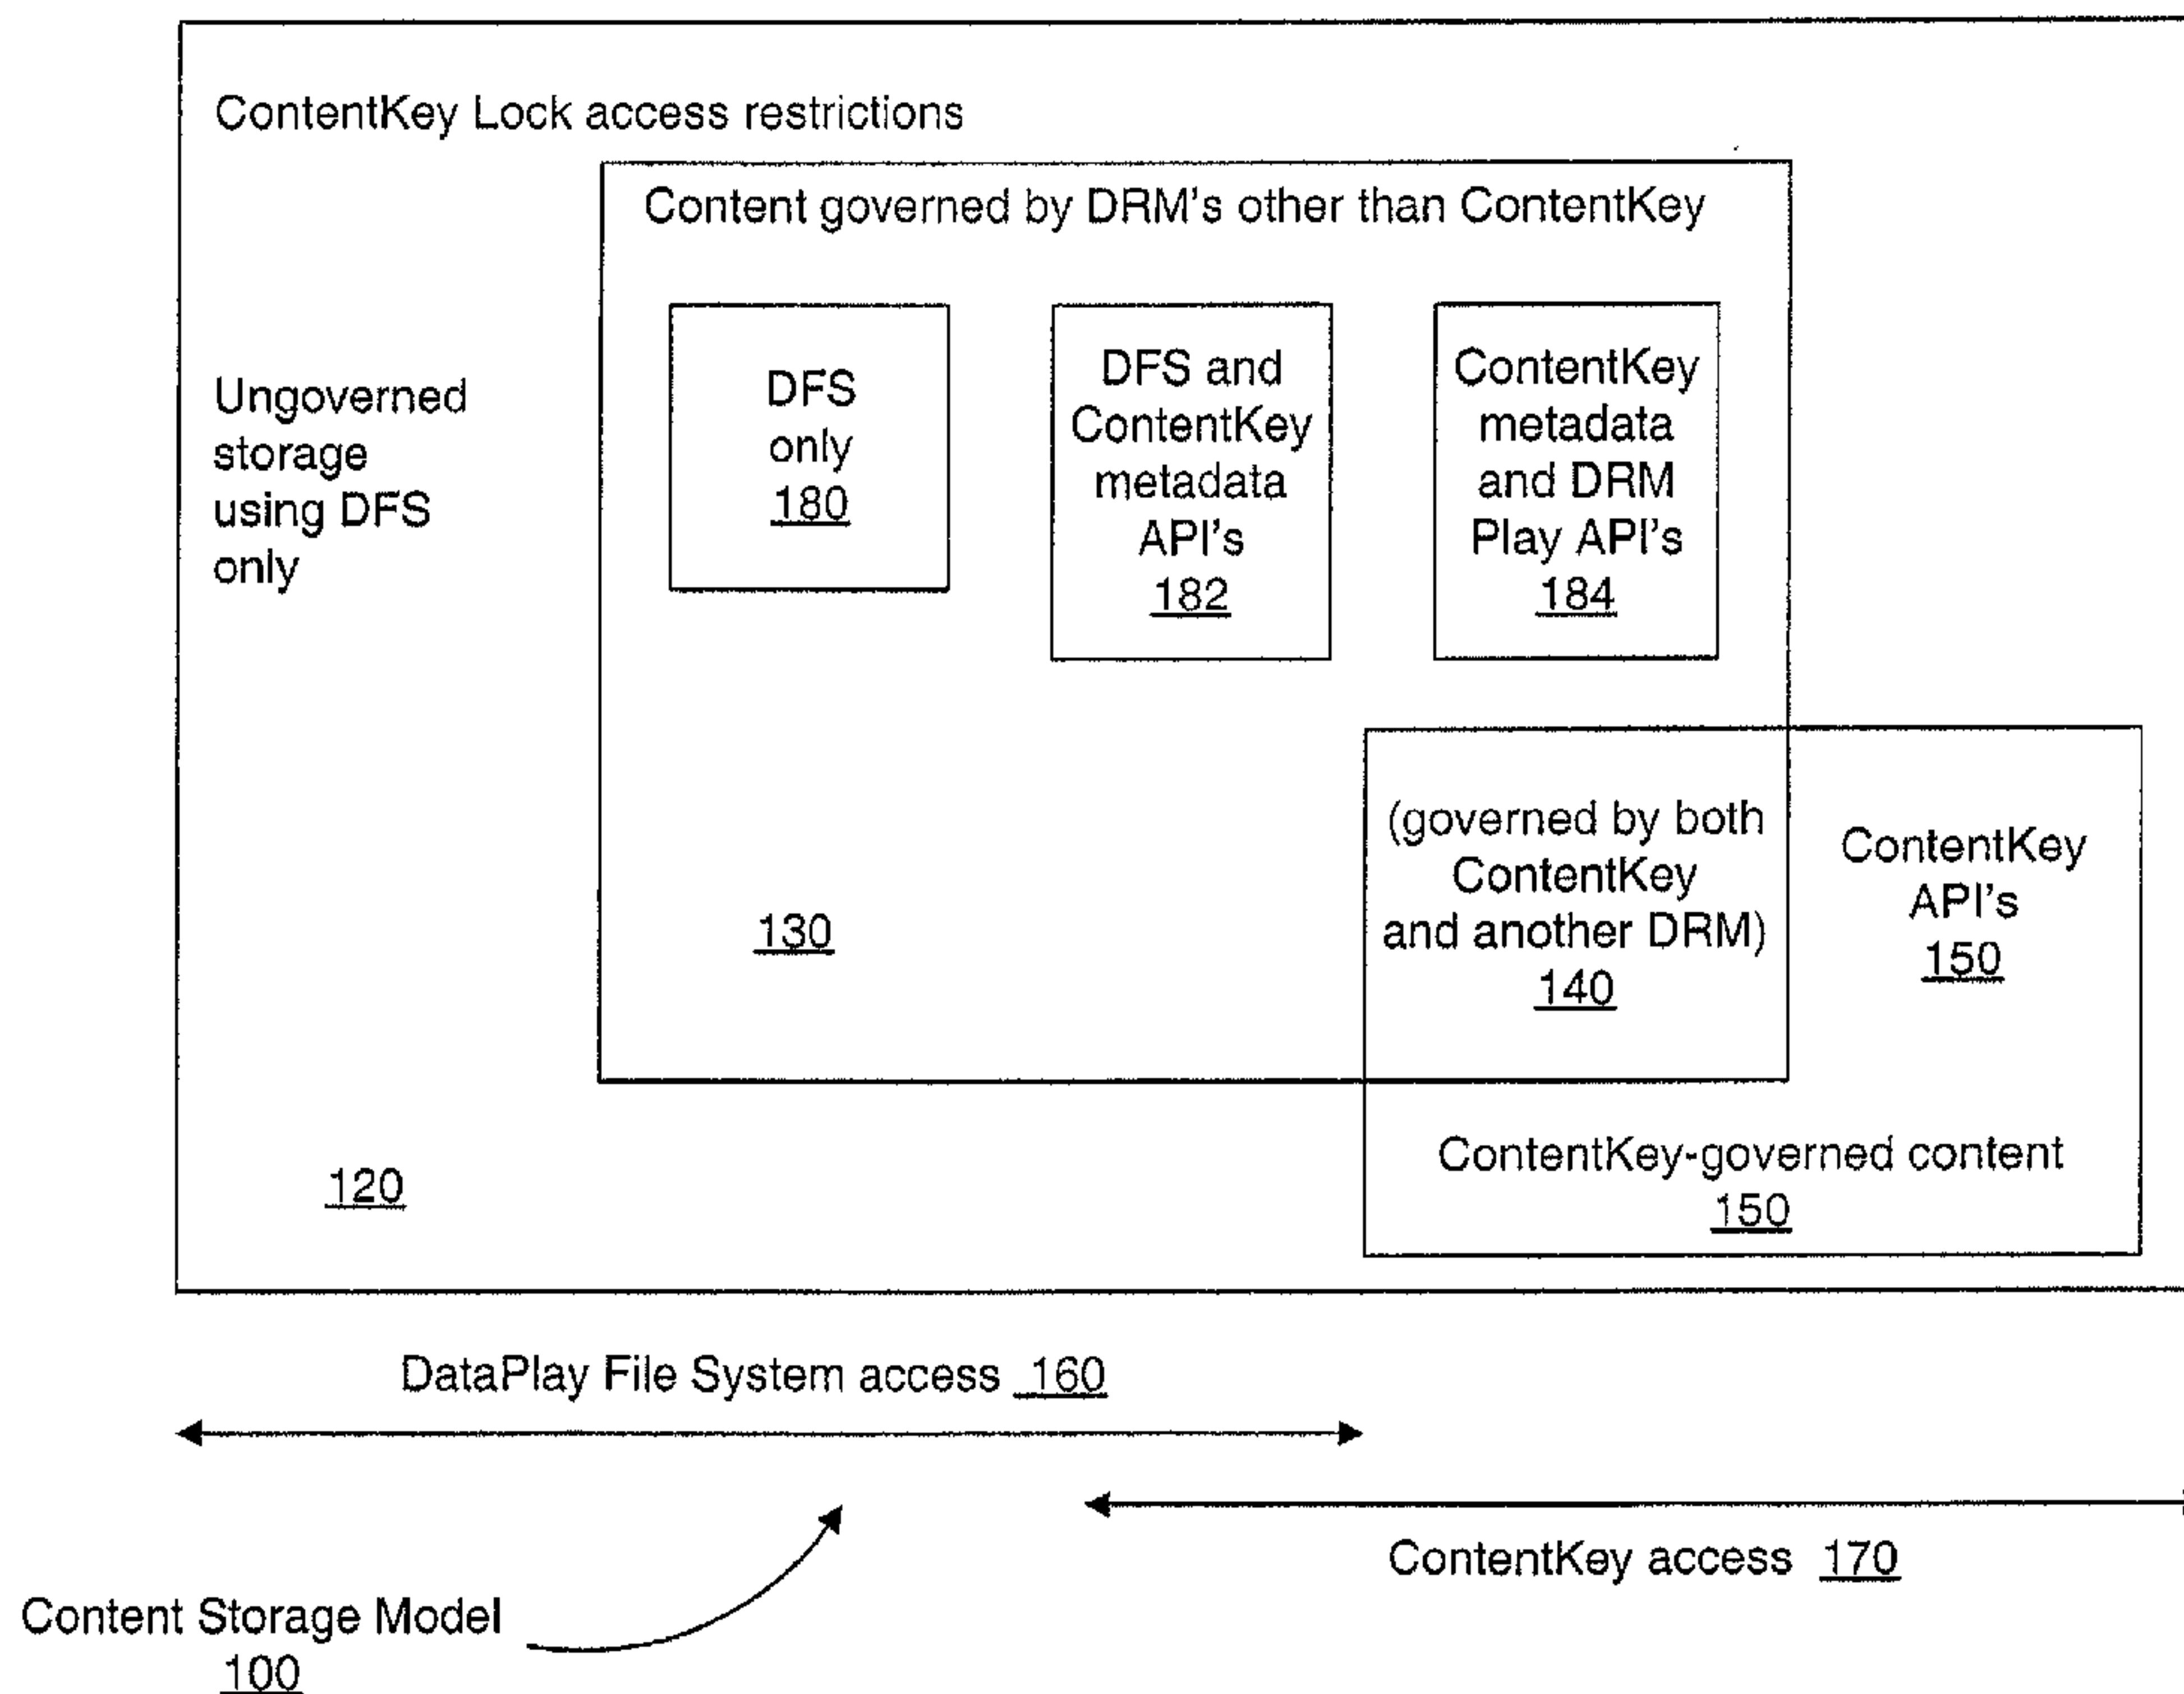 ContentKey Lock access restrictions
Content governed by DRM's other than ContentKey
Ungoverned
storage
using DFS
only
DFS
only
180
DFS and
ContentKey
metadata
API's
182
ContentKey
metadata
and DRM
Play API's
184
130
(governed by both
ContentKey
and another DRM)
140
ContentKey
API's
150
ContentKey-governed content
150
120
DataPlay File System access 160
ContentKey access 170
Content Storage Model
100